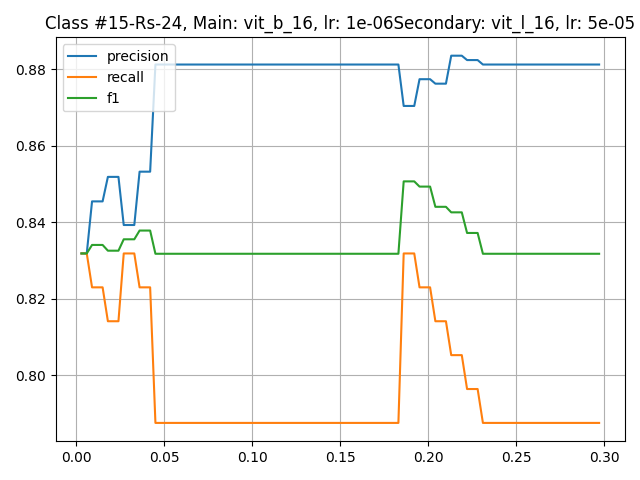 Class #15-Rs-24, Main: vit_b_16, lr: 1e-06Secondary: vit_l_16, lr: 5e-05
precision
recall
f1
0.88
0.86
0.84
0.82
0.80
0.00 0.05 0.10 0.15 0.20 0.25 0.30